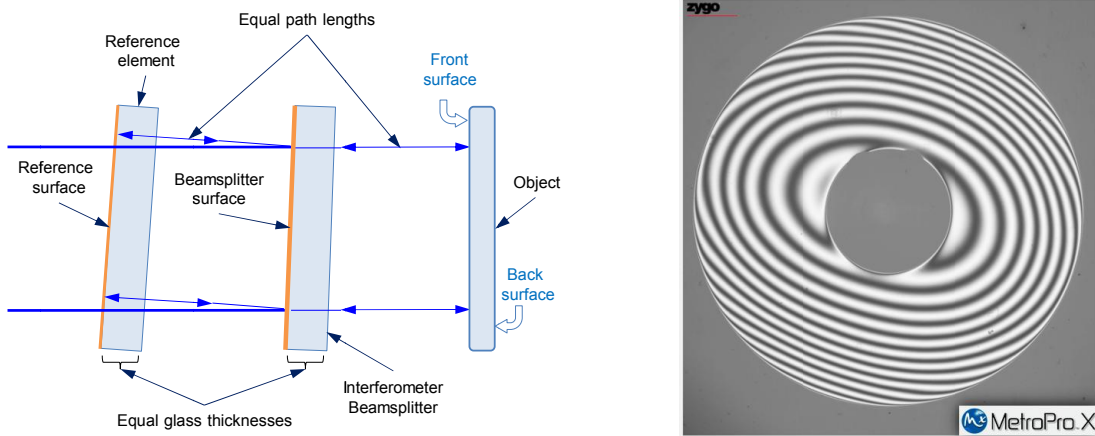 Equal path lengths
Reference
element
Front
surface
Reference
surface
Beamsplitter
surface
Object
Back
surface
Interferometer
Beamsplitter
Equal glass thicknesses
zygo
Mx MetroPro X